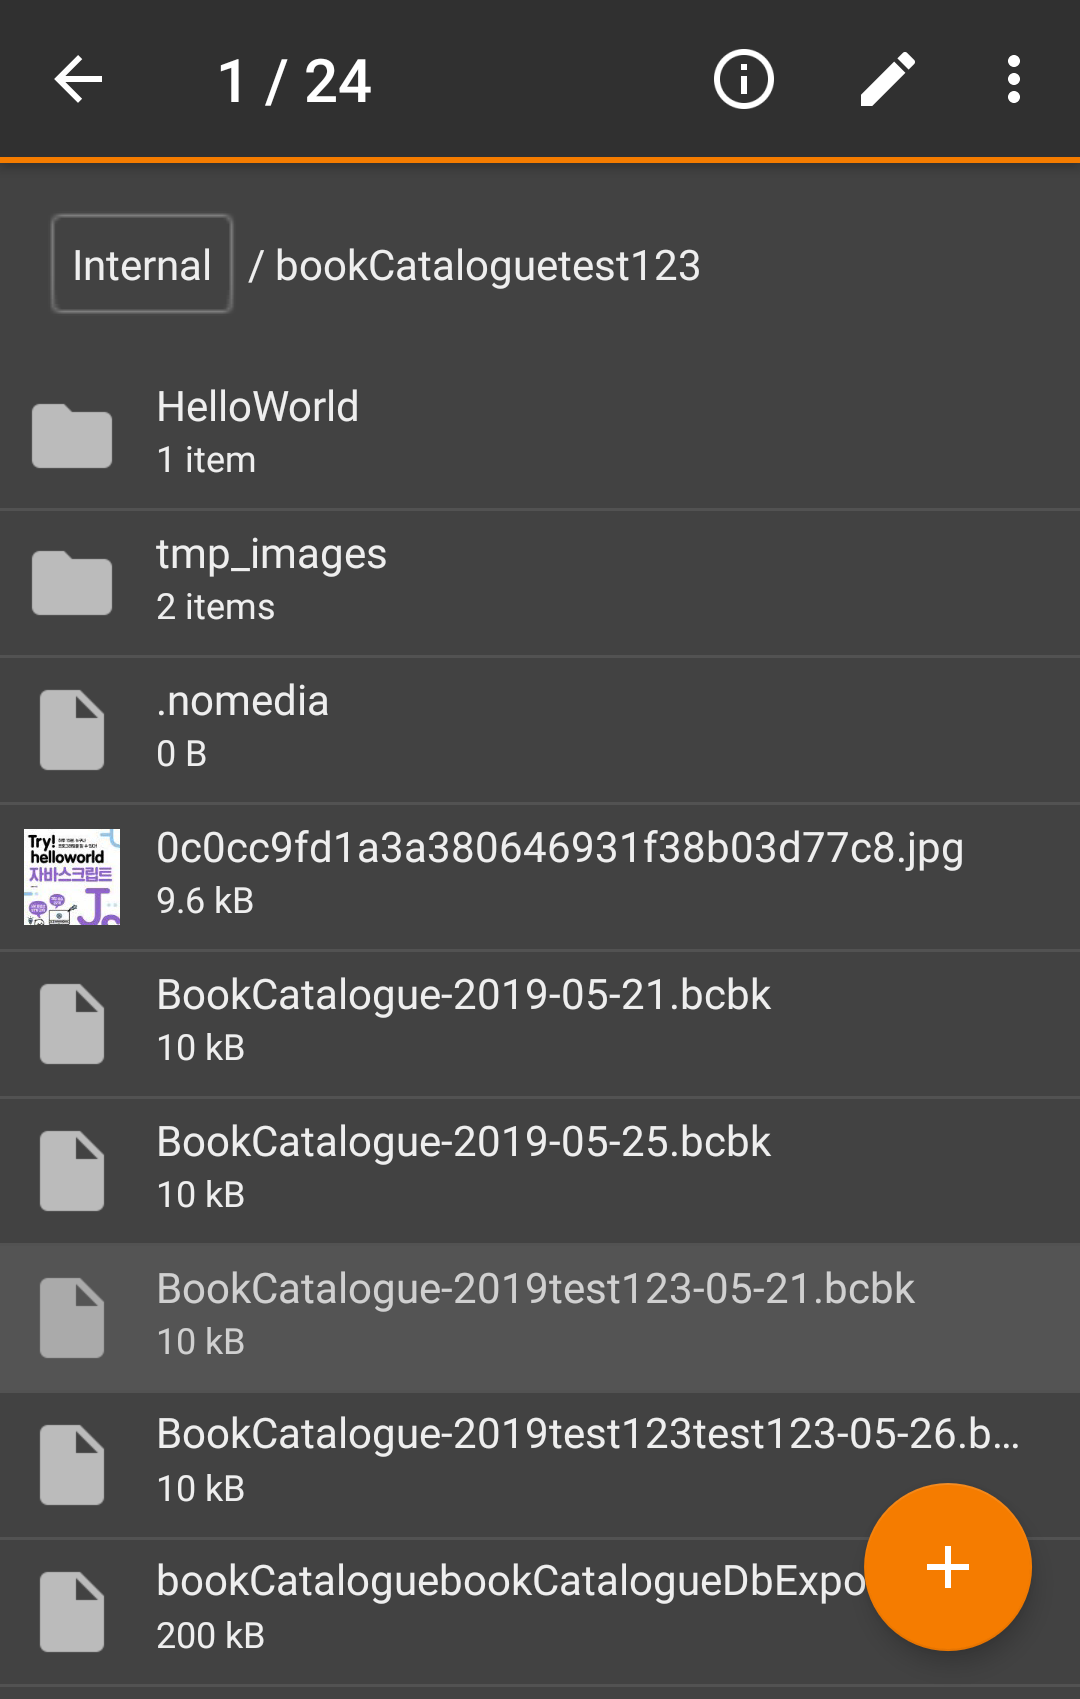 1 / 24
Internal / bookCataloguetest123
HelloWorld
1 item
tmp_images
2 items
.nomedia
0 B
Try!
helloworld
자바스크립트
0c0cc9fd1a3a380646931f38b03d77c8.jpg
9.6 kB
BookCatalogue-2019-05-21.bcbk
10 kB
BookCatalogue-2019-05-25.bcbk
10 kB
BookCatalogue-2019test123-05-21.bcbk
10 kB
BookCatalogue-2019test123test123-05-26.b...
10 kB
bookCataloguebookCatalogueDbExpo
200 kB